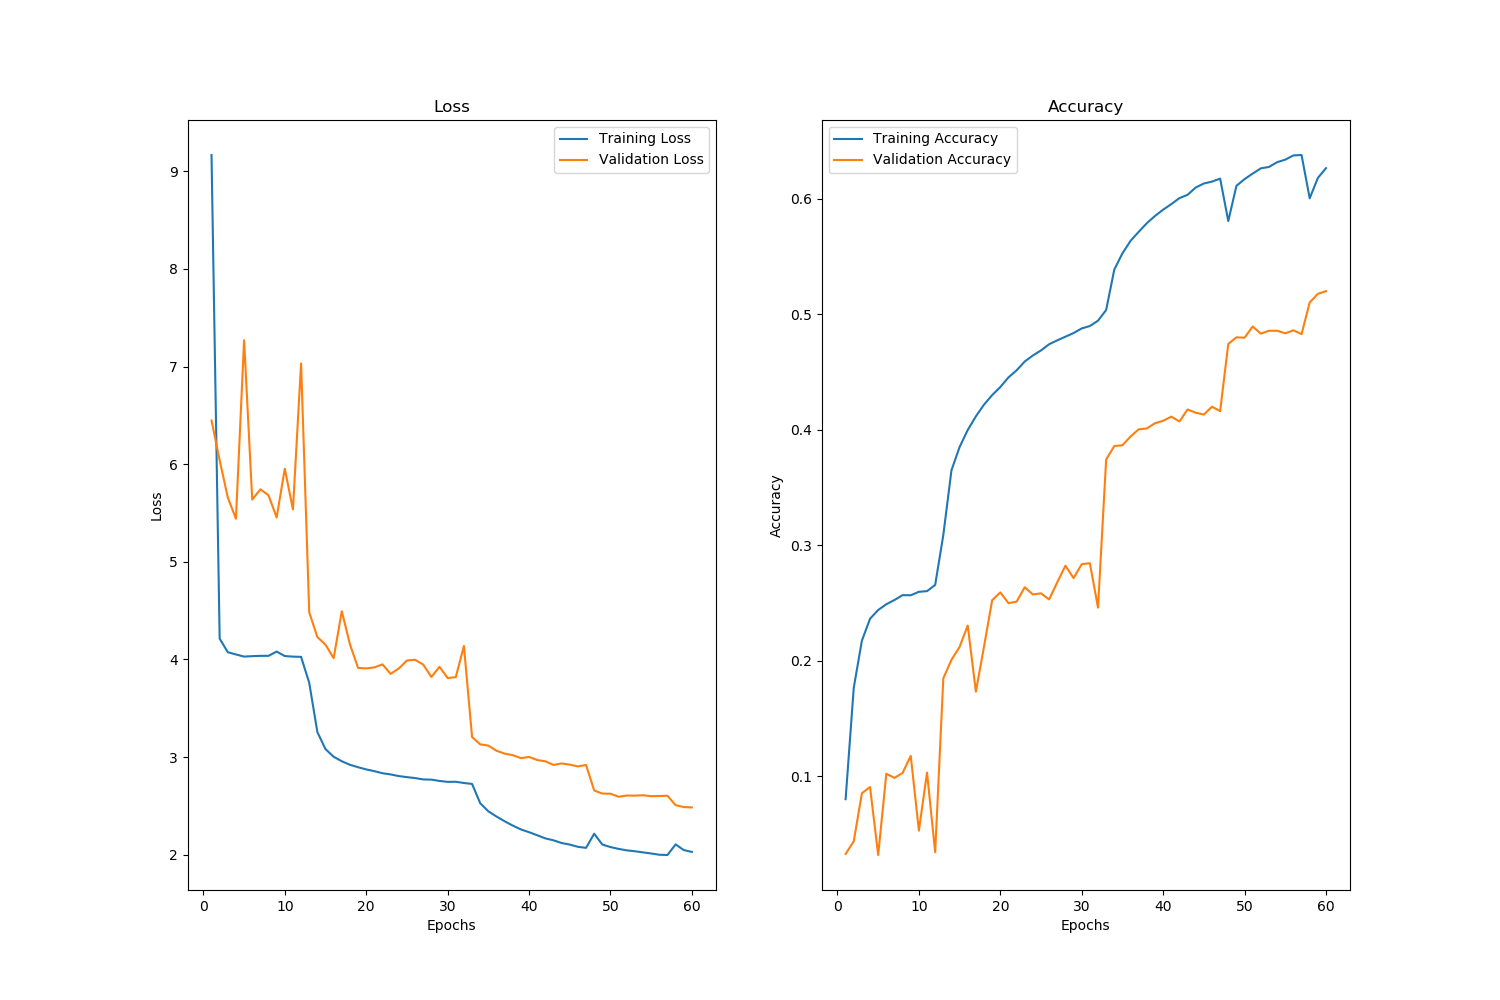 Loss
Training Loss
Validation Loss
9
8
7
6
5
4
3
2
Loss
0 10 20 30 40 50 60
Epochs
Accuracy
Training Accuracy
Validation Accuracy
0.6
0.5
0.4
0.3
0.2
0.1
Accuracy
0 10 20 30 40 50 60
Epochs